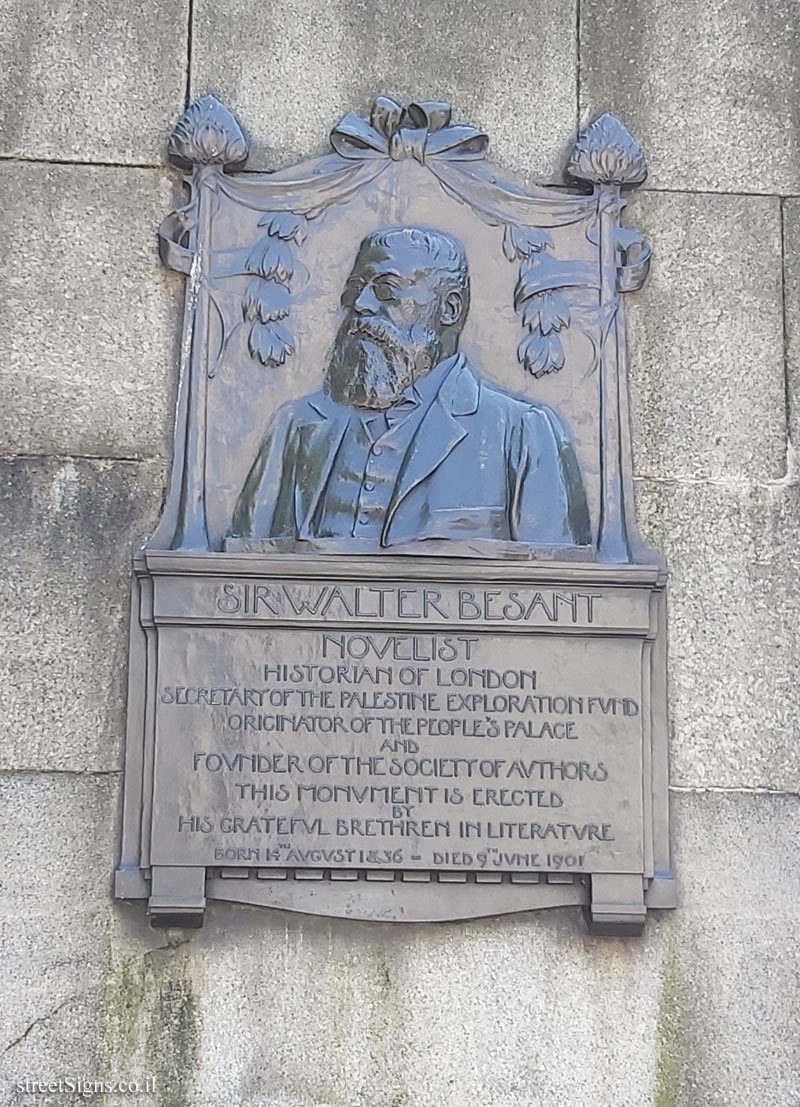 SIR·WALTER BESANT
NOVELIST
HISTORIAN OF LONDON
SECRETARY OF THE PALESTINE EXPLORATION FVND
ORIGINATOR OF THE PEOPLE'S PALACE
AND
FOVNDER OF THE SOCIETY OF AVTHORS
THIS MONVMENT IS ERECTED
BY
HIS GRATEFVL BRETHREN IN LITERATVRE
BORN 14TH AVGVST 1836 – DIED 9TH JVNE 1901
streetSigns.co.il